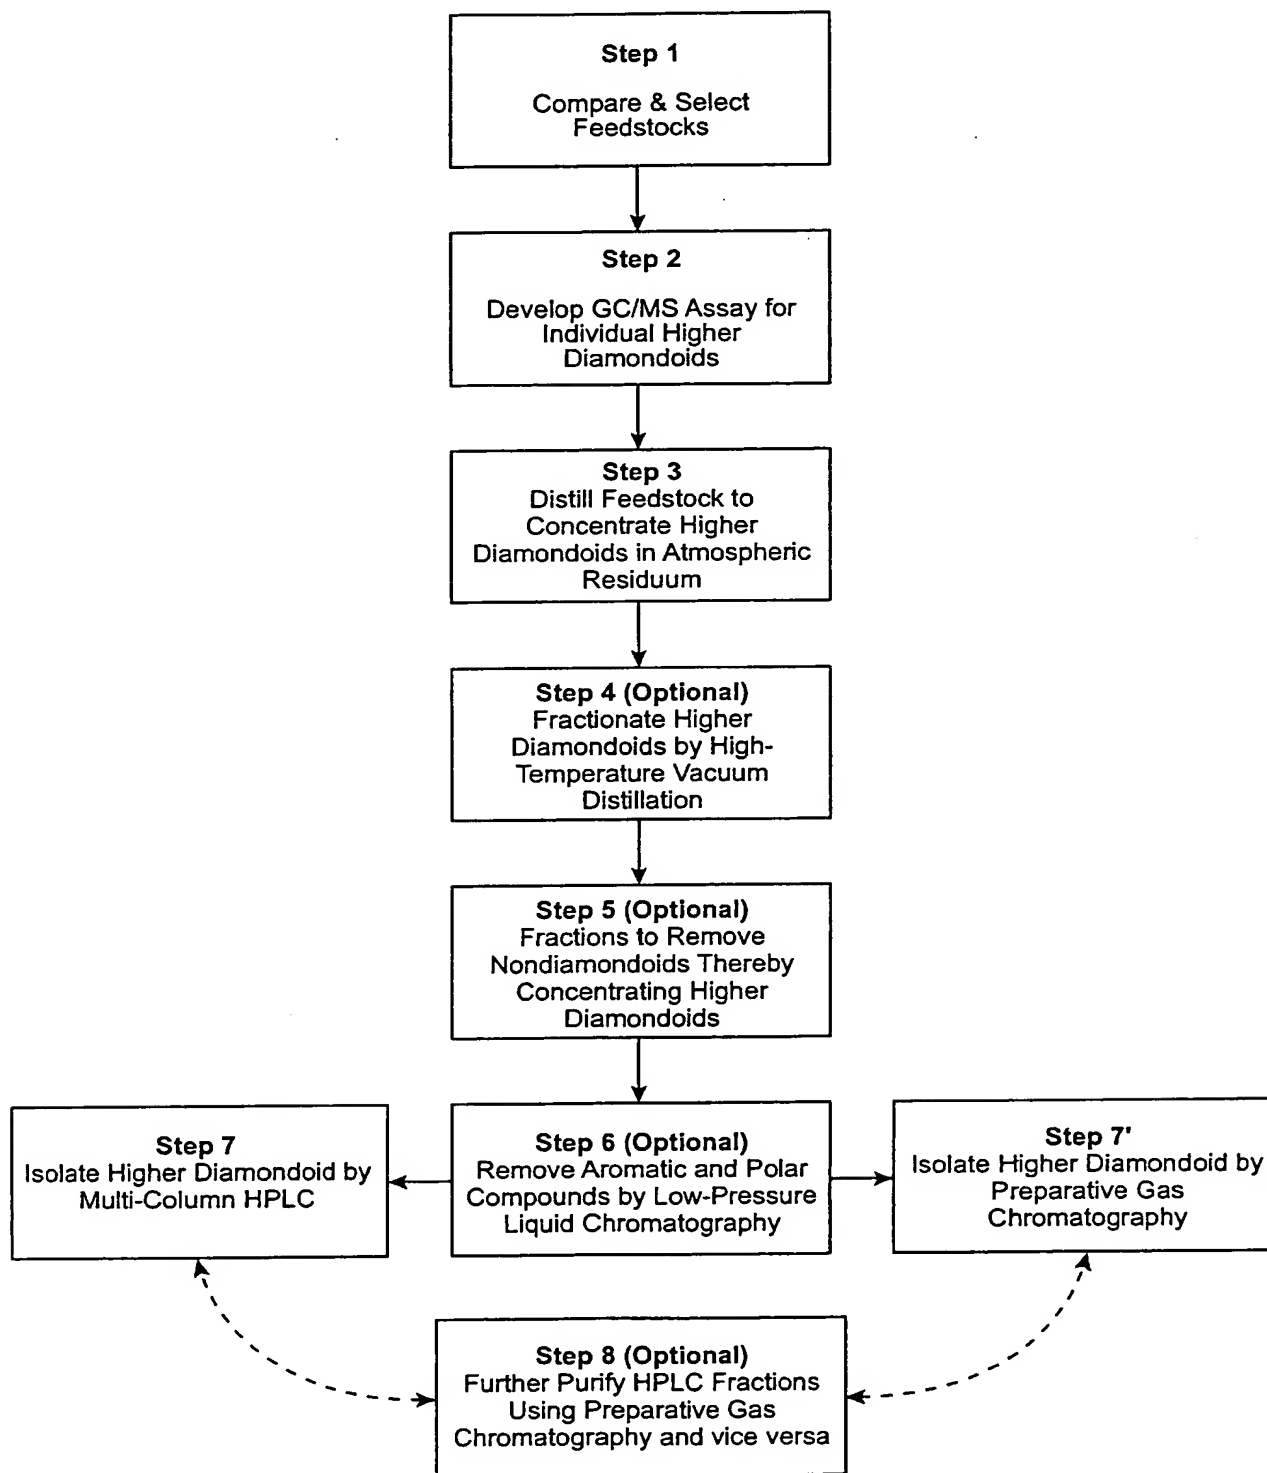 Step 1
Compare & Select
Feedstocks
Step 2
Develop GC/MS Assay for
Individual Higher
Diamondoids
Step 3
Distill Feedstock to
Concentrate Higher
Diamondoids in Atmospheric
Residuum
Step 4 (Optional)
Fractionate Higher
Diamondoids by High-
Temperature Vacuum
Distillation
Step 5 (Optional)
Fractions to Remove
Nondiamondoids Thereby
Concentrating Higher
Diamondoids
Step 7
Isolate Higher Diamondoid by
Multi-Column HPLC
Step 6 (Optional)
Remove Aromatic and Polar
Compounds by Low-Pressure
Liquid Chromatography
Step 7'
Isolate Higher Diamondoid by
Preparative Gas
Chromatography
Step 8 (Optional)
Further Purify HPLC Fractions
Using Preparative Gas
Chromatography and vice versa